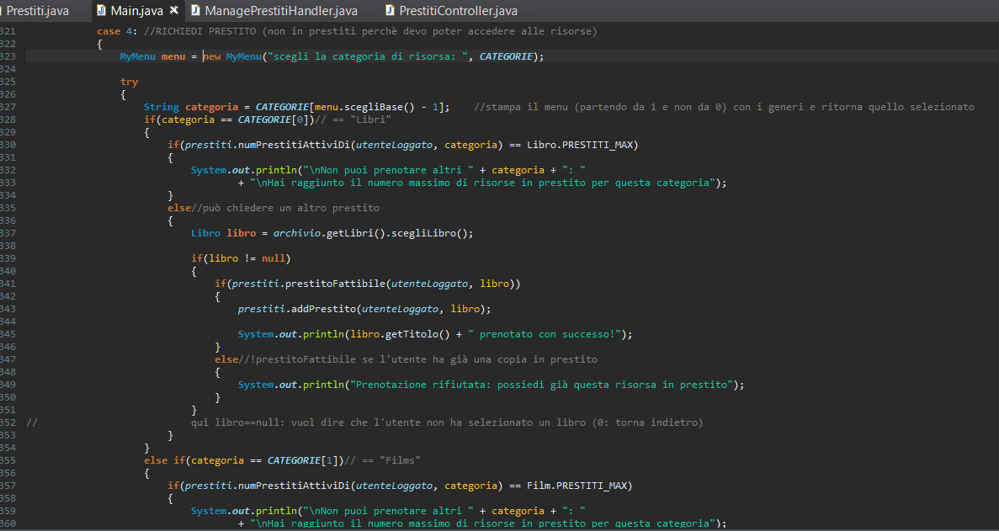 Prestiti.java Main.java ManagePrestitiHandler.java PrestitiController.java
321 case 4: //RICHIEDI PRESTITO (non in prestiti perchè devo poter accedere alle risorse)
322 {
323 MyMenu menu = new MyMenu("scegli la categoria di risorsa: ", CATEGORIE);
324
325 try
326 {
327 String categoria = CATEGORIE[menu.scegliBase() - 1]; //stampa il menu (partendo da 1 e non da 0) con i generi e ritorna quello selezionato
328 if(categoria == CATEGORIE[0])// == "Libri"
329 {
330 if(prestiti.numPrestitiAttiviDi(utenteLoggato, categoria) == Libro.PRESTITI_MAX)
331 {
332 System.out.println("\nNon puoi prenotare altri " + categoria + ": "
333 + "\nHai raggiunto il numero massimo di risorse in prestito per questa categoria");
334 }
335 else//può chiedere un altro prestito
336 {
337 Libro libro = archivio.getLibri().scegliLibro();
338
339 if(libro != null)
340 {
341 if(prestiti.prestitoFattibile(utenteLoggato, libro))
342 {
343 prestiti.addPrestito(utenteLoggato, libro);
344
345 System.out.println(libro.getTitolo() + " prenotato con successo!");
346 }
347 else//!prestitoFattibile se l'utente ha già una copia in prestito
348 {
349 System.out.println("Prenotazione rifiutata: possiedi già questa risorsa in prestito");
350 }
351 }
352 // qui libro==null: vuol dire che l'utente non ha selezionato un libro (0: torna indietro)
353 }
354 }
355 else if(categoria == CATEGORIE[1])// == "Films"
356 {
357 if(prestiti.numPrestitiAttiviDi(utenteLoggato, categoria) == Film.PRESTITI_MAX)
358 {
359 System.out.println("\nNon puoi prenotare altri " + categoria + ": "
360 + "\nHai raggiunto il numero massimo di risorse in prestito per questa categoria");